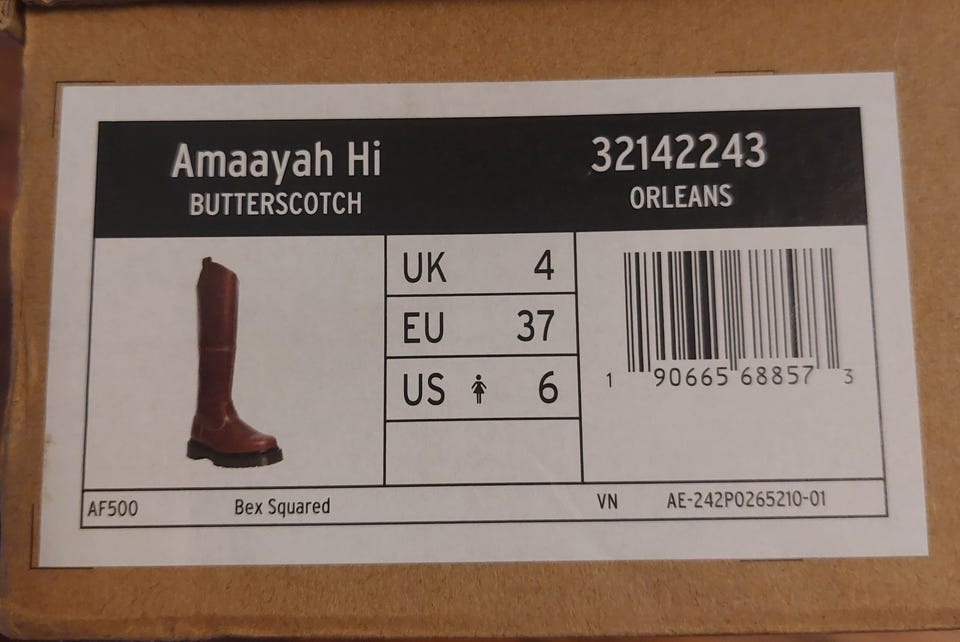 Amaayah Hi
BUTTERSCOTCH
32142243
ORLEANS
UK 4
EU 37
US 6
1 90665 68857 3
AF500 Bex Squared VN AE-242P0265210-01